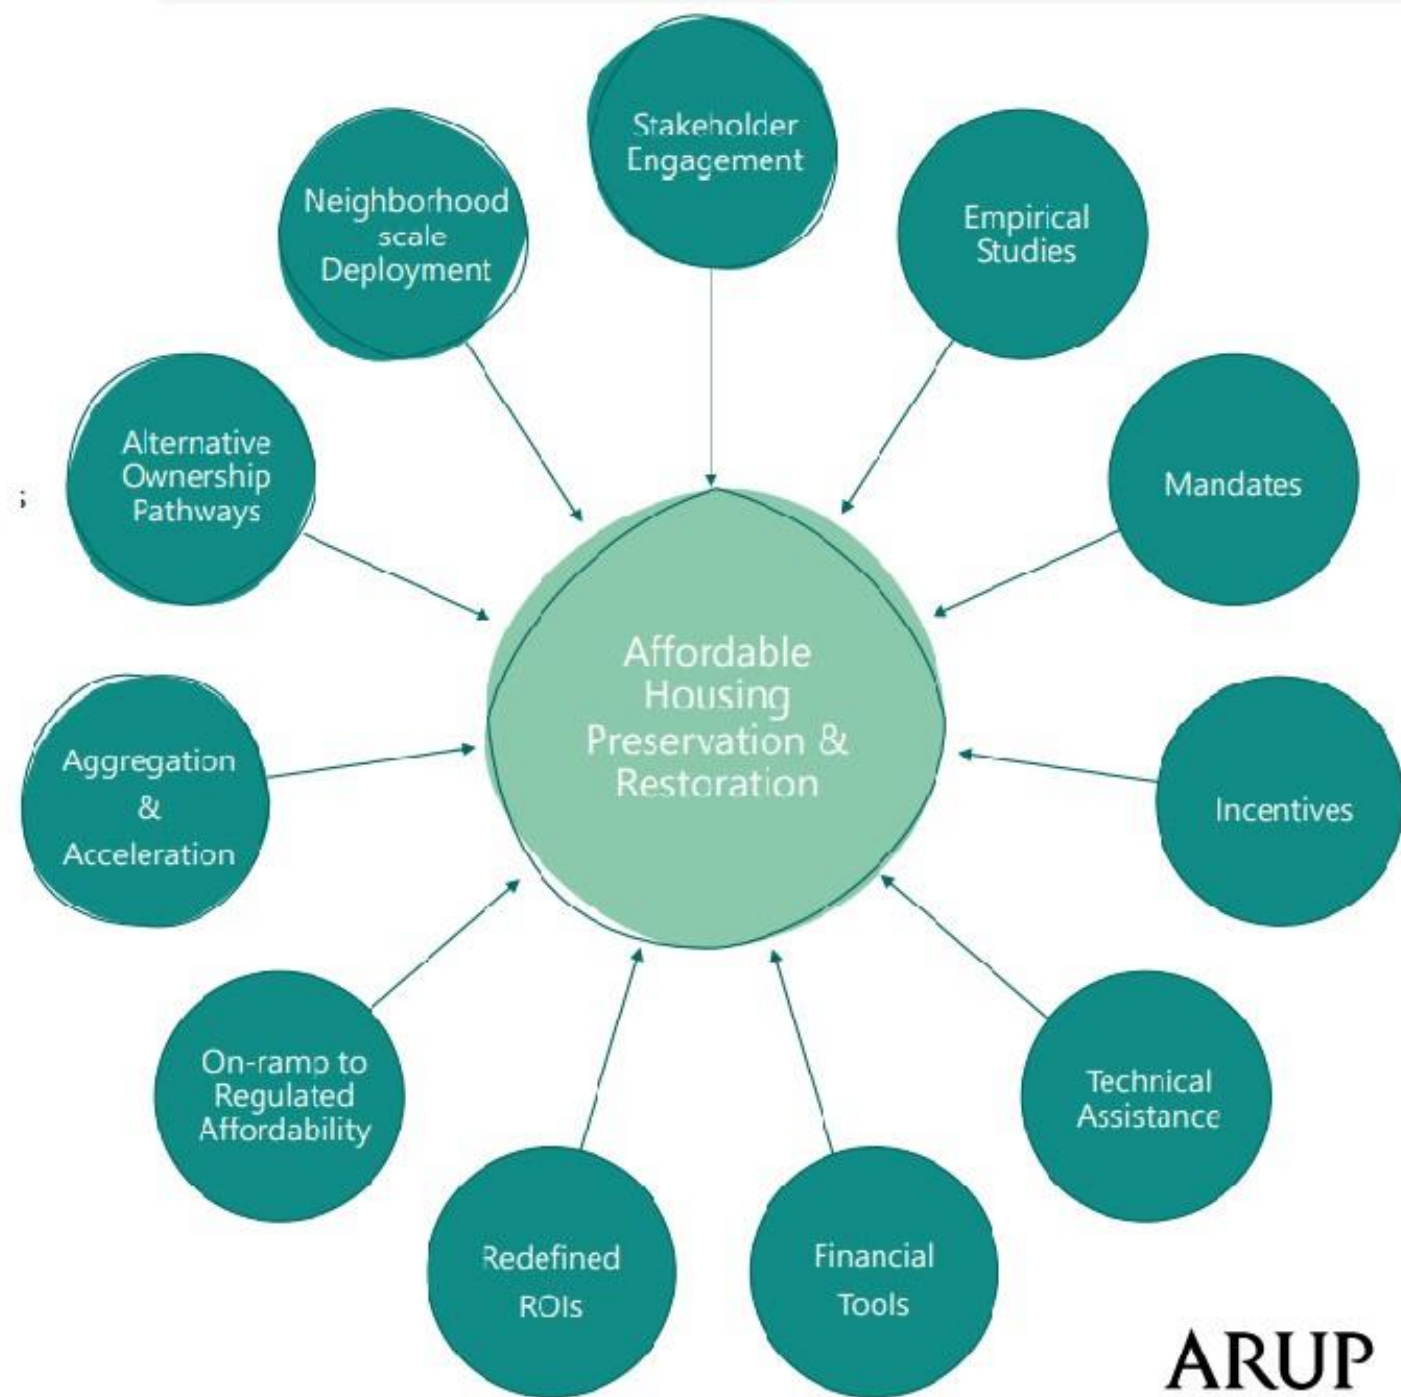 Stakeholder
Engagement
Neighborhood
scale
Deployment
Empirical
Studies
Alternative
Ownership
Pathways
Mandates
;
Affordable
Housing
Preservation &
Restoration
Aggregation
&
Acceleration
Incentives
On-ramp to
Regulated
Affordability
Technical
Assistance
Redefined
ROIs
Financial
Tools
ARUP